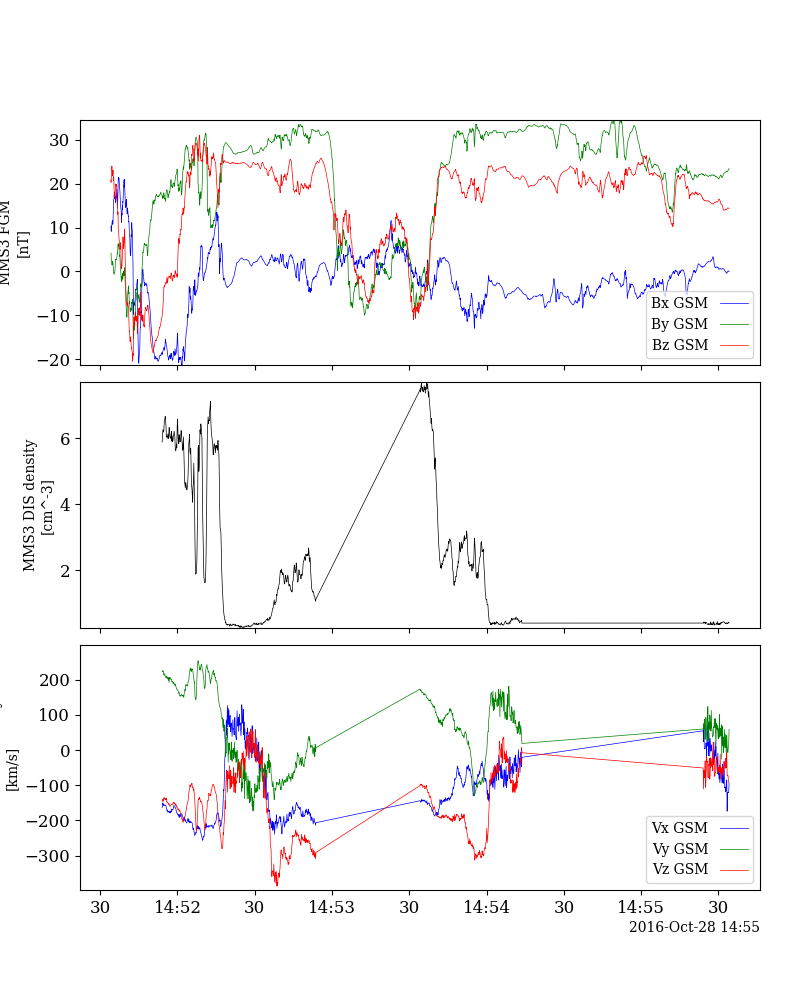 30
20
10
0
−10
−20
MMS3 FGM
[nT]
Bx GSM
By GSM
Bz GSM
6
4
2
MMS3 DIS density
[cm^-3]
200
100
0
−100
−200
−300
[km/s]
Vx GSM
Vy GSM
Vz GSM
30 14:52 30 14:53 30 14:54 30 14:55 30
2016-Oct-28 14:55